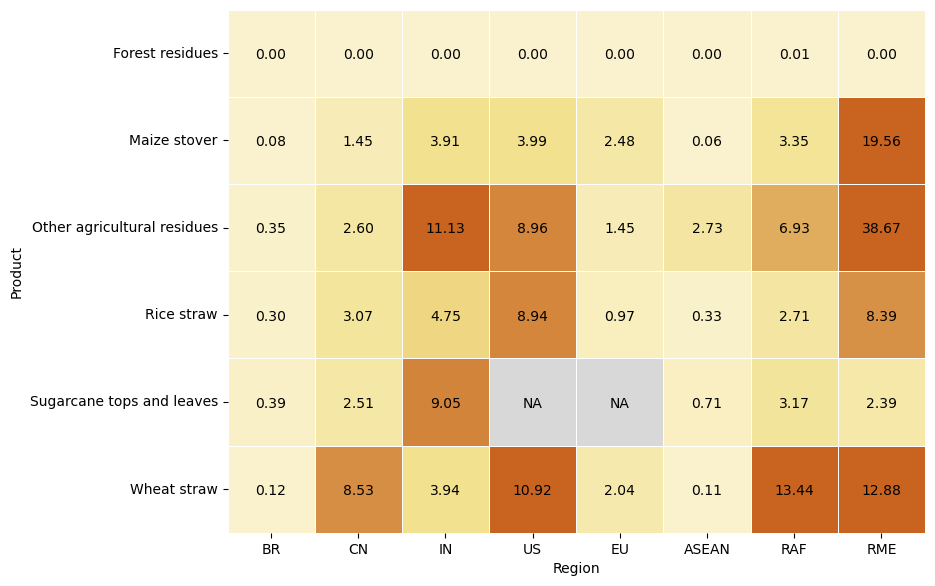 Forest residues 0.00 0.00 0.00 0.00 0.00 0.00 0.01 0.00
Maize stover 0.08 1.45 3.91 3.99 2.48 0.06 3.35 19.56
Other agricultural residues 0.35 2.60 11.13 8.96 1.45 2.73 6.93 38.67
Product
Rice straw 0.30 3.07 4.75 8.94 0.97 0.33 2.71 8.39
Sugarcane tops and leaves 0.39 2.51 9.05 NA NA 0.71 3.17 2.39
Wheat straw 0.12 8.53 3.94 10.92 2.04 0.11 13.44 12.88
BR CN IN US EU ASEAN RAF RME
Region